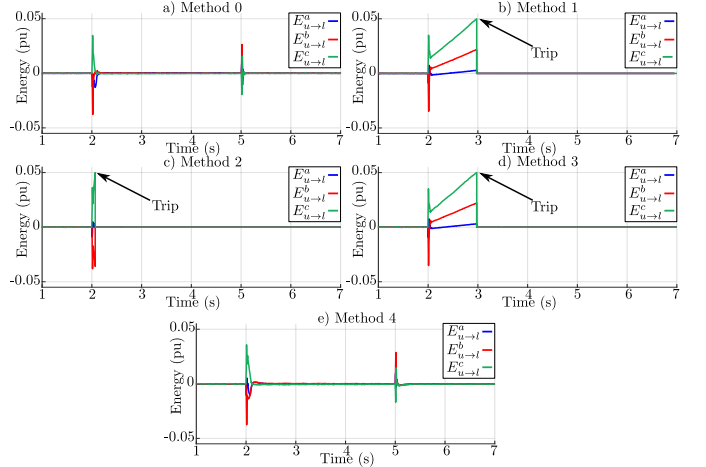 a) Method 0
Energy (pu)
0.05
0
-0.05
1 2 3 4 5 6 7
Time (s)
E^a_{u→l}
E^b_{u→l}
E^c_{u→l}
b) Method 1
Energy (pu)
0.05
0
-0.05
1 2 3 4 5 6 7
Time (s)
Trip
E^a_{u→l}
E^b_{u→l}
E^c_{u→l}
c) Method 2
Energy (pu)
0.05
0
-0.05
1 2 3 4 5 6 7
Time (s)
Trip
E^a_{u→l}
E^b_{u→l}
E^c_{u→l}
d) Method 3
Energy (pu)
0.05
0
-0.05
1 2 3 4 5 6 7
Time (s)
Trip
E^a_{u→l}
E^b_{u→l}
E^c_{u→l}
e) Method 4
Energy (pu)
0.05
0
-0.05
1 2 3 4 5 6 7
Time (s)
E^a_{u→l}
E^b_{u→l}
E^c_{u→l}